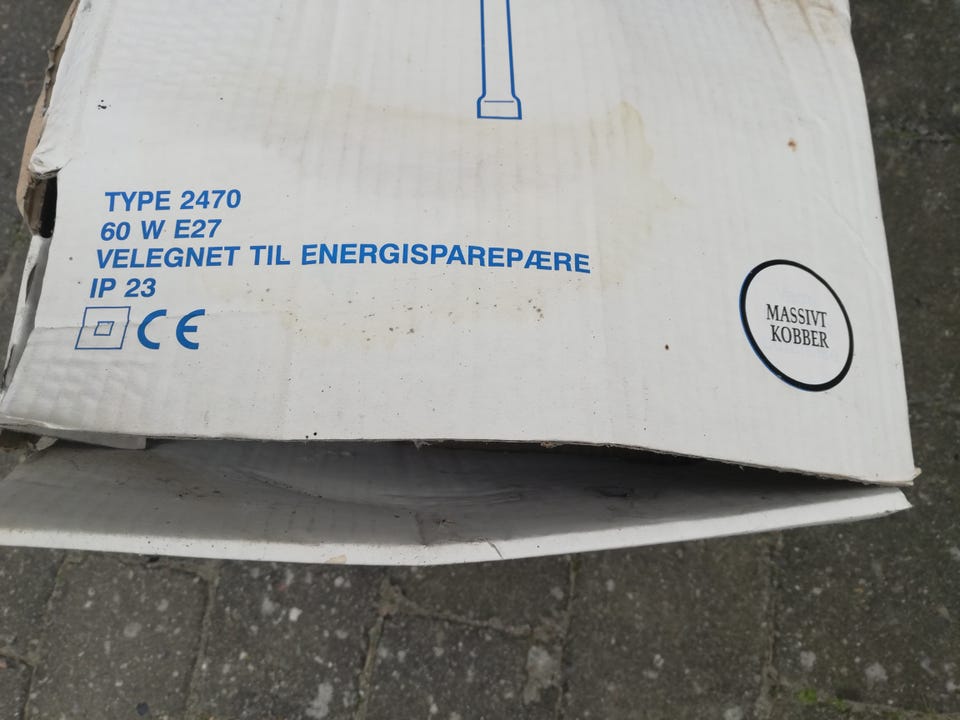 TYPE 2470
60 W E27
VELEGNET TIL ENERGISPAREPÆRE
IP 23
CE
MASSIVT
KOBBER